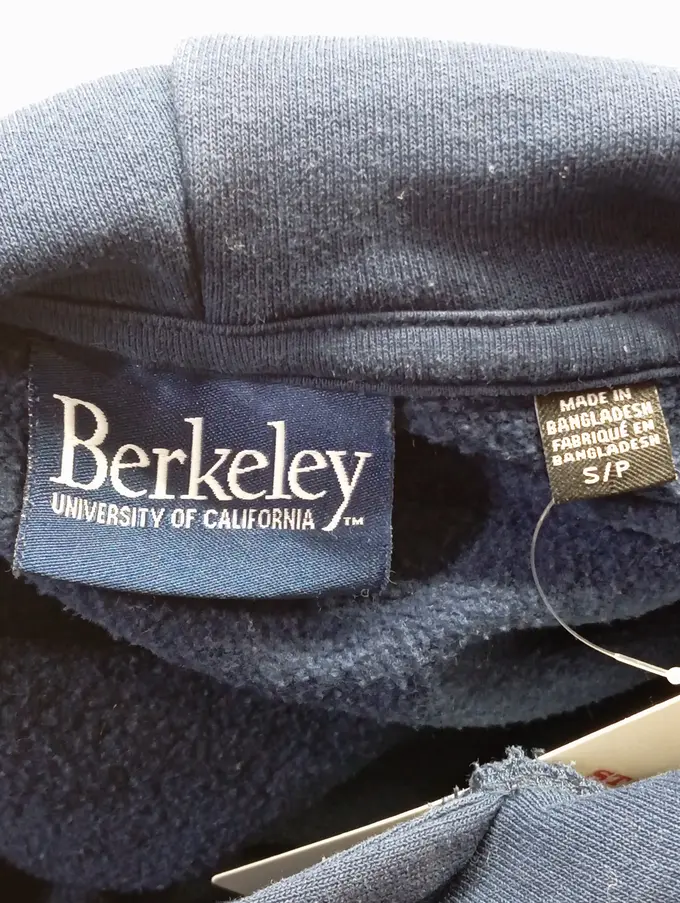 Berkeley
UNIVERSITY OF CALIFORNIA™
MADE IN
BANGLADESH
FABRIQUÉ EN
BANGLADESH
S/P